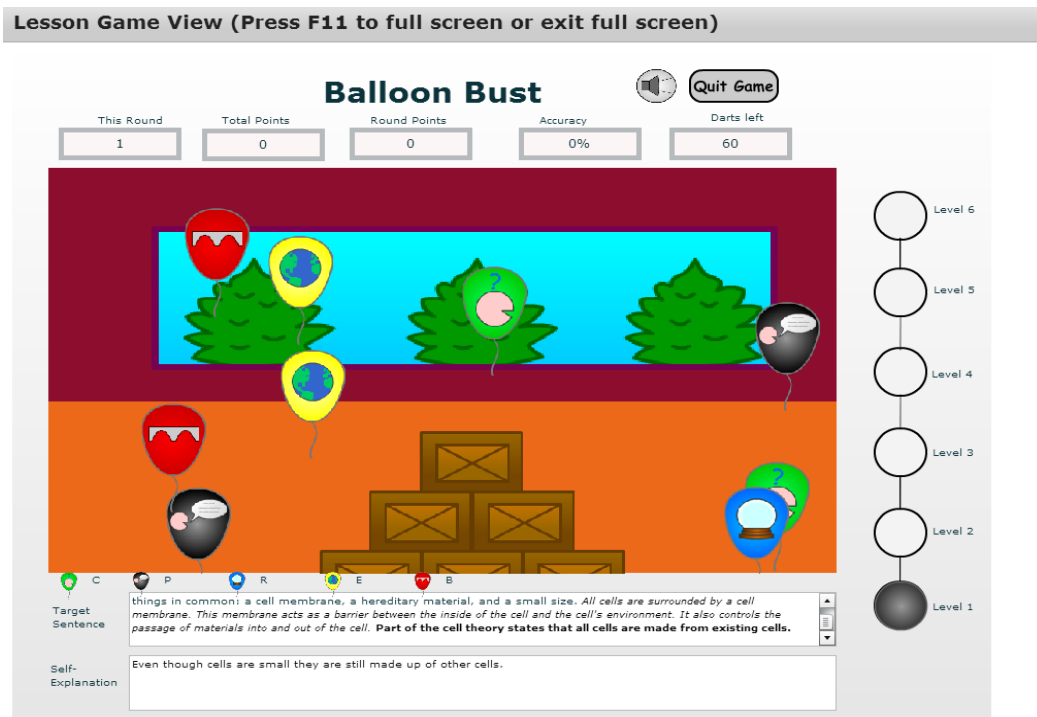 Lesson Game View (Press F11 to full screen or exit full screen)
Balloon Bust
Quit Game
This Round Total Points Round Points Accuracy Darts left
1 0 0 0% 60
?
Level 6
Level 5
Level 4
Level 3
Level 2
Level 1
?
C P R E B
Target
Sentence
things in common: a cell membrane, a hereditary material, and a small size. All cells are surrounded by a cell
membrane. This membrane acts as a barrier between the inside of the cell and the cell's environment. It also controls the
passage of materials into and out of the cell. Part of the cell theory states that all cells are made from existing cells.
Self-
Explanation
Even though cells are small they are still made up of other cells.